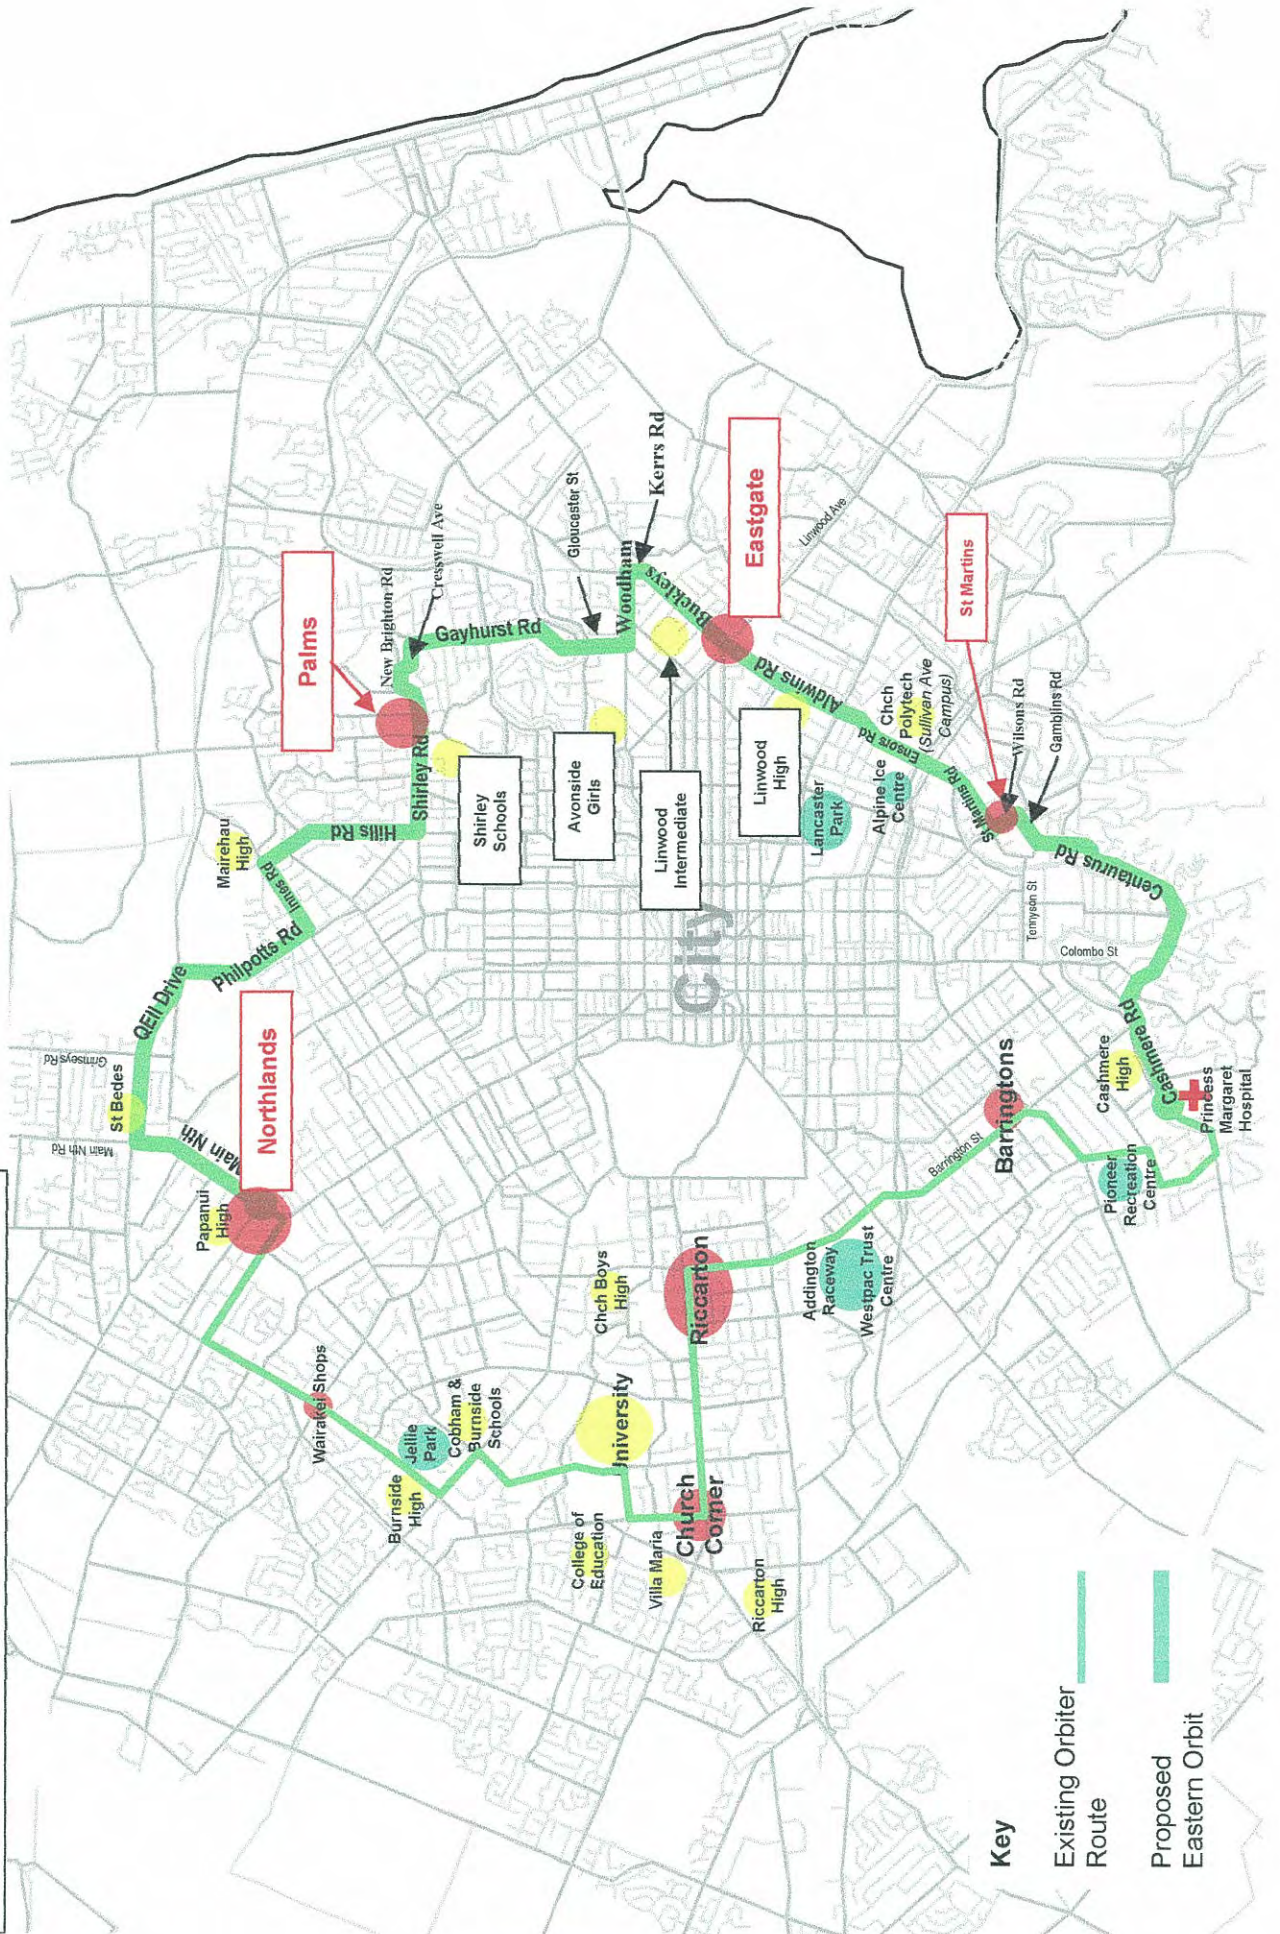 Northlands
Palms
Eastgate
St Martins
St Bedes
Grimseys Rd
Main Nth Rd
Main Nth
QEII Drive
Philpotts Rd
Innes Rd
Mairehau
High
Hills Rd
Shirley Rd
New Brighton Rd
Cresswell Ave
Gayhurst Rd
Gloucester St
Woodham
Kerrs Rd
Buckleys
Shirley
Schools
Avonside
Girls
Linwood
Intermediate
Linwood
High
Linwood Ave
Aldwins Rd
Lancaster
Park
Alpine Ice
Centre
Ensors Rd
Chch
Polytech
(Sullivan Ave
Campus)
St Martins Rd
Wilsons Rd
Gamblins Rd
Centaurus Rd
Tennyson St
Colombo St
City
Cashmere Rd
Cashmere
High
Princess
Margaret
Hospital
Pioneer
Recreation
Centre
Barringtons
Barrington St
Addington
Raceway
Westpac Trust
Centre
Riccarton
Chch Boys
High
University
Church
Corner
College of
Education
Villa Maria
Riccarton
High
Papanui
High
Wairakei Shops
Jellie
Park
Cobham &
Burnside
Schools
Burnside
High
Key
Existing Orbiter
Route
Proposed
Eastern Orbit